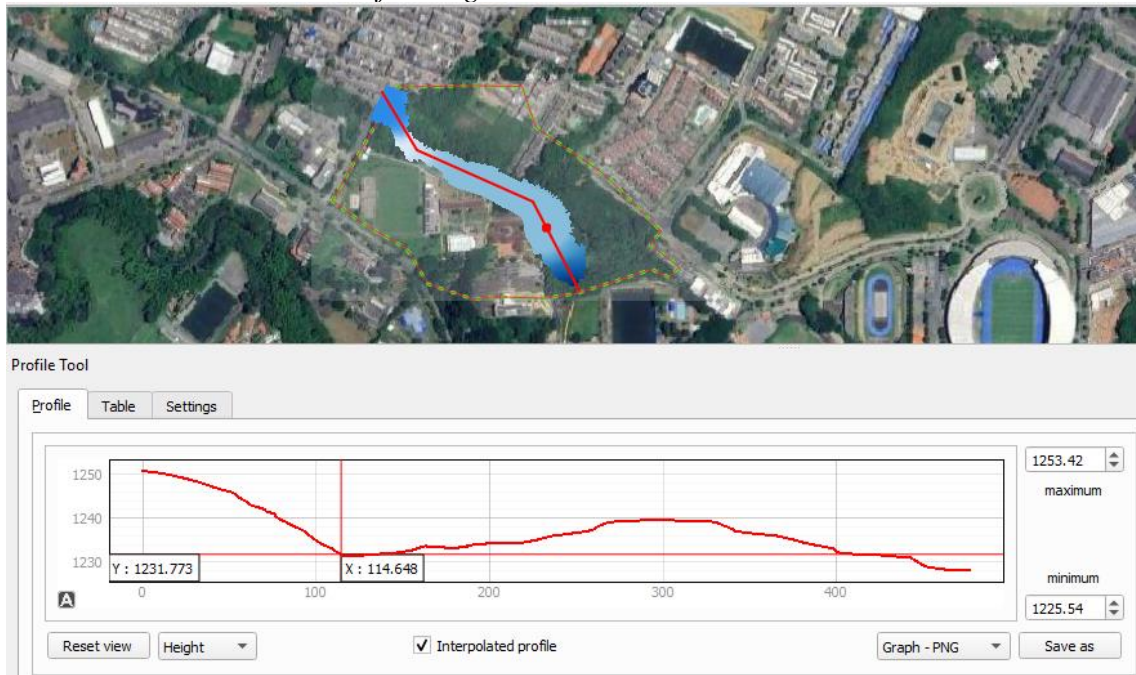 Profile Tool
Profile Table Settings
1250
1240
1230
Y : 1231.773
X : 114.648
0 100 200 300 400
A
1253.42
maximum
minimum
1225.54
Reset view Height Interpolated profile Graph - PNG Save as